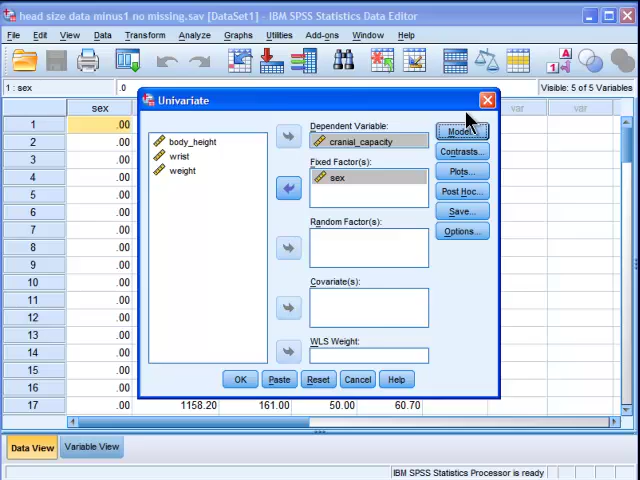 head size data minus1 no missing.sav [DataSet1] - IBM SPSS Statistics Data Editor
File Edit View Data Transform Analyze Graphs Utilities Add-ons Window Help
1 : sex .0 Visible: 5 of 5 Variables
sex var var
Univariate
1 .00
2 .00
3 .00
4 .00
5 .00
6 .00
7 .00
8 .00
9 .00
10 .00
11 .00
12 .00
13 .00
14 .00
15 .00
16 .00
17 .00 1158.20 161.00 50.00 60.70
body_height
wrist
weight
Dependent Variable:
cranial_capacity
Fixed Factor(s):
sex
Random Factor(s):
Covariate(s):
WLS Weight:
Contrasts...
Plots...
Post Hoc...
Save...
Options...
OK Paste Reset Cancel Help
Data View Variable View
IBM SPSS Statistics Processor is ready